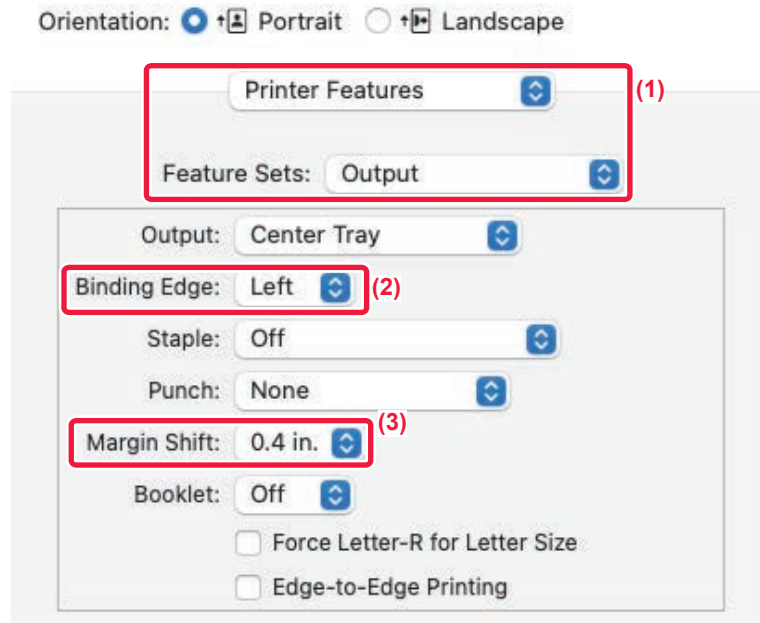 Orientation: Portrait Landscape
Printer Features (1)
Feature Sets: Output
Output: Center Tray
Binding Edge: Left (2)
Staple: Off
Punch: None
(3)
Margin Shift: 0.4 in.
Booklet: Off
Force Letter-R for Letter Size
Edge-to-Edge Printing